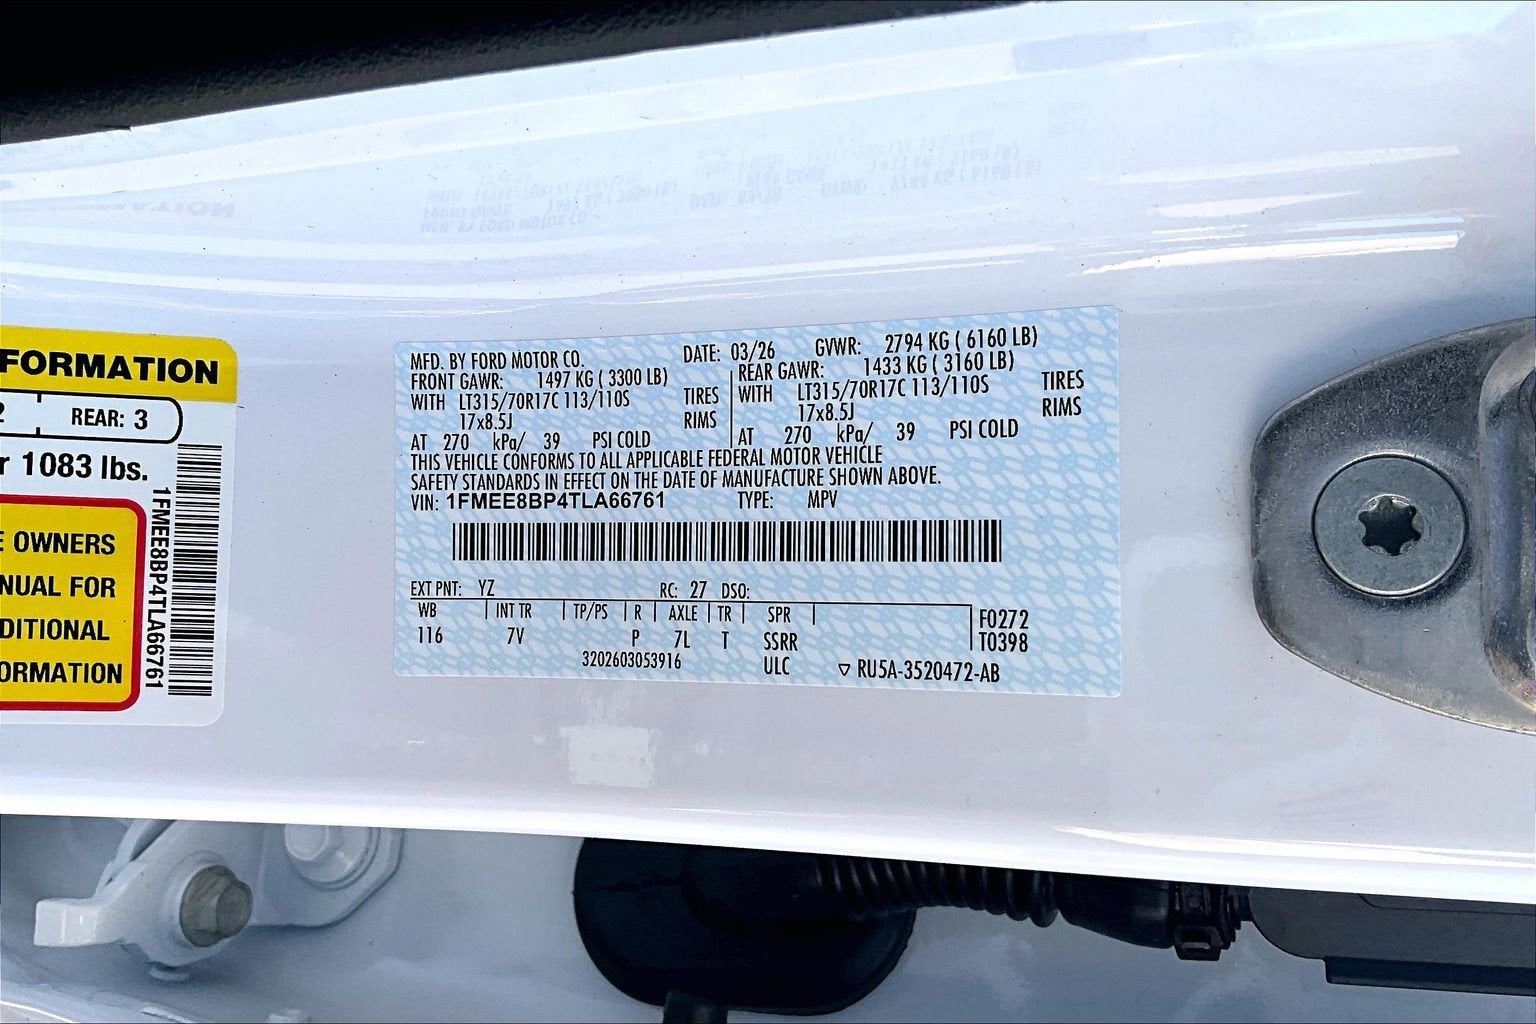 FORMATION
2 REAR: 3
r 1083 lbs.
E OWNERS
NUAL FOR
DITIONAL
ORMATION
1FMEE8BP4TLA66761
MFD. BY FORD MOTOR CO. DATE: 03/26 GVWR: 2794 KG ( 6160 LB)
FRONT GAWR: 1497 KG ( 3300 LB) REAR GAWR: 1433 KG ( 3160 LB)
WITH LT315/70R17C 113/110S TIRES WITH LT315/70R17C 113/110S TIRES
17x8.5J RIMS 17x8.5J RIMS
AT 270 kPa/ 39 PSI COLD AT 270 kPa/ 39 PSI COLD
THIS VEHICLE CONFORMS TO ALL APPLICABLE FEDERAL MOTOR VEHICLE
SAFETY STANDARDS IN EFFECT ON THE DATE OF MANUFACTURE SHOWN ABOVE.
VIN: 1FMEE8BP4TLA66761 TYPE: MPV
EXT PNT: YZ RC: 27 DSO:
WB INT TR TP/PS R AXLE TR SPR F0272
116 7V P 7L T SSRR T0398
3202603053916 ULC ▽ RU5A-3520472-AB